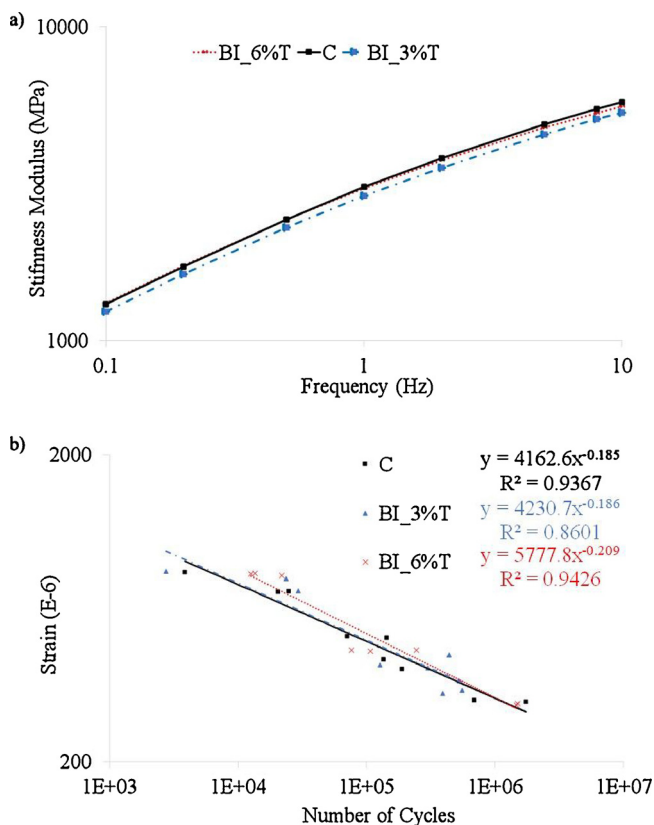 a)
10000
BI_6%T C BI_3%T
Stifnness Modulus (MPa)
1000
0.1 1 10
Frequency (Hz)
b)
2000
C y = 4162.6x^-0.185
R² = 0.9367
BI_3%T y = 4230.7x^-0.186
R² = 0.8601
BI_6%T y = 5777.8x^-0.209
R² = 0.9426
Strain (E-6)
200
1E+03 1E+04 1E+05 1E+06 1E+07
Number of Cycles